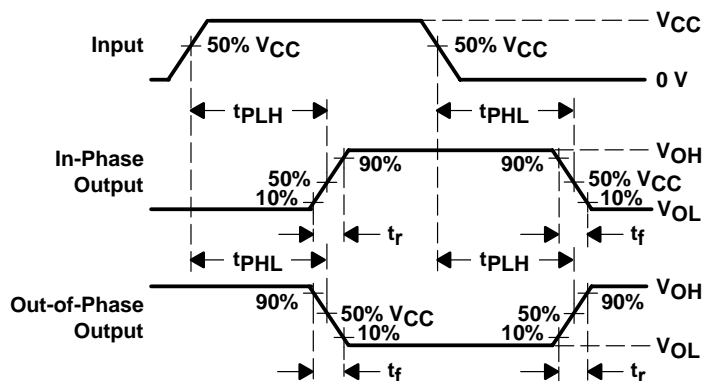 VCC
Input
50% VCC
50% VCC
0 V
tPLH
tPHL
In-Phase
Output
90%
90%
VOH
50%
50% VCC
10%
10%
VOL
tr
tf
tPHL
tPLH
Out-of-Phase
Output
90%
90%
VOH
50% VCC
50%
10%
10%
VOL
tf
tr